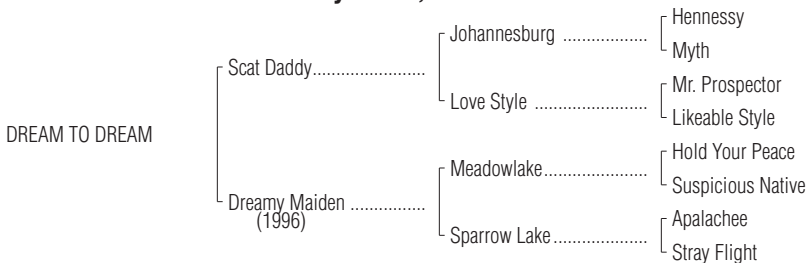 Hennessy
Johannesburg ..................
Myth
Scat Daddy........................
Mr. Prospector
Love Style ........................
Likeable Style
DREAM TO DREAM
Hold Your Peace
Meadowlake......................
Suspicious Native
Dreamy Maiden ................
(1996)
Apalachee
Sparrow Lake....................
Stray Flight